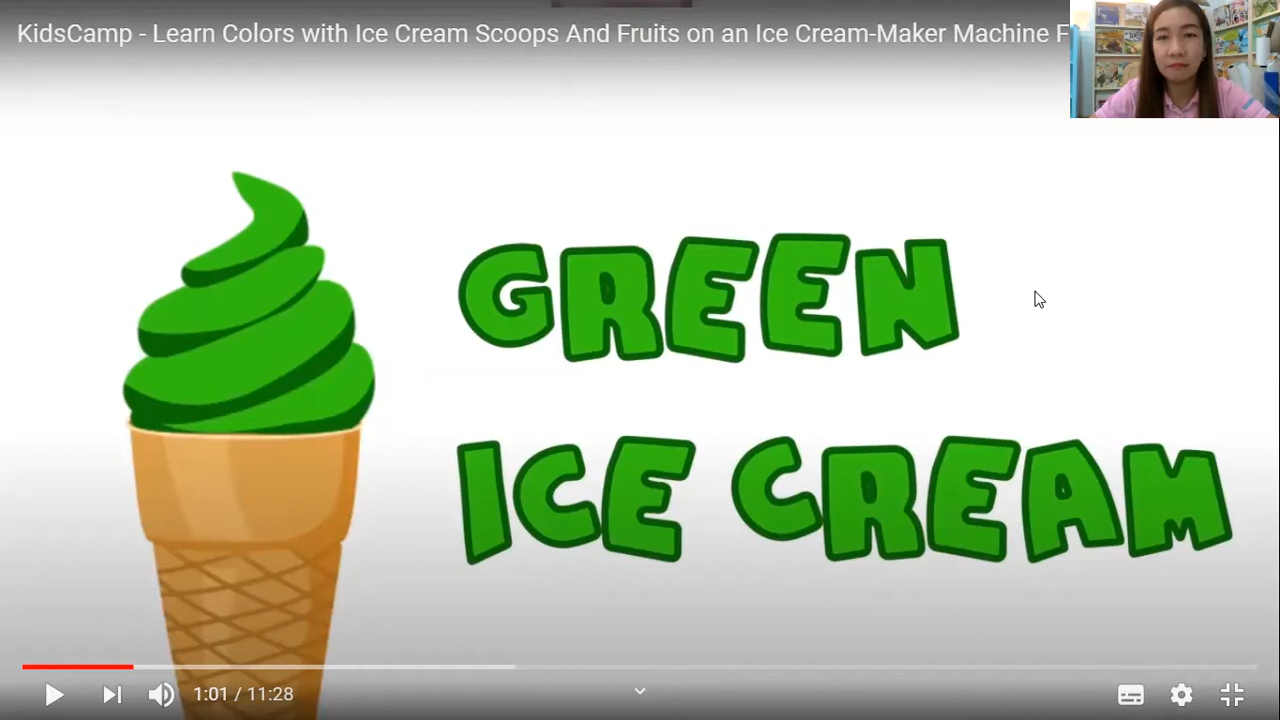 KidsCamp - Learn Colors with Ice Cream Scoops And Fruits on an Ice Cream-Maker Machine F
GREEN
ICE CREAM
1:01 / 11:28